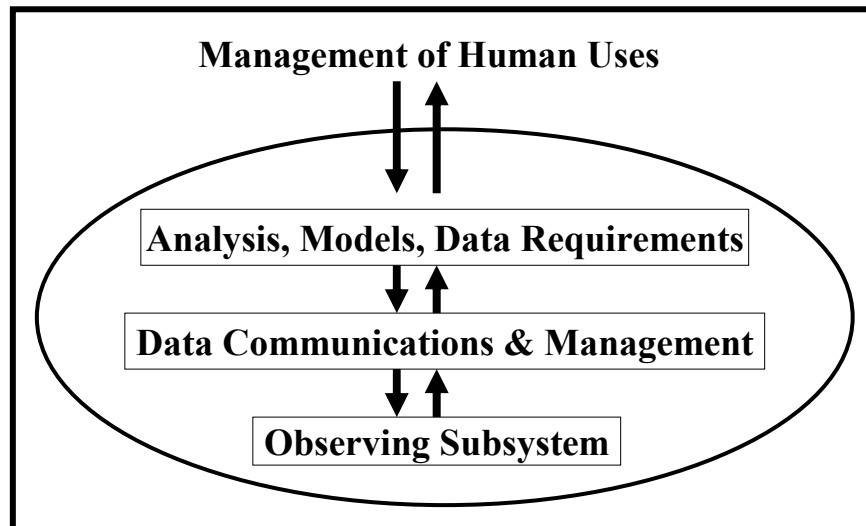 Management of Human Uses
Analysis, Models, Data Requirements
Data Communications & Management
Observing Subsystem